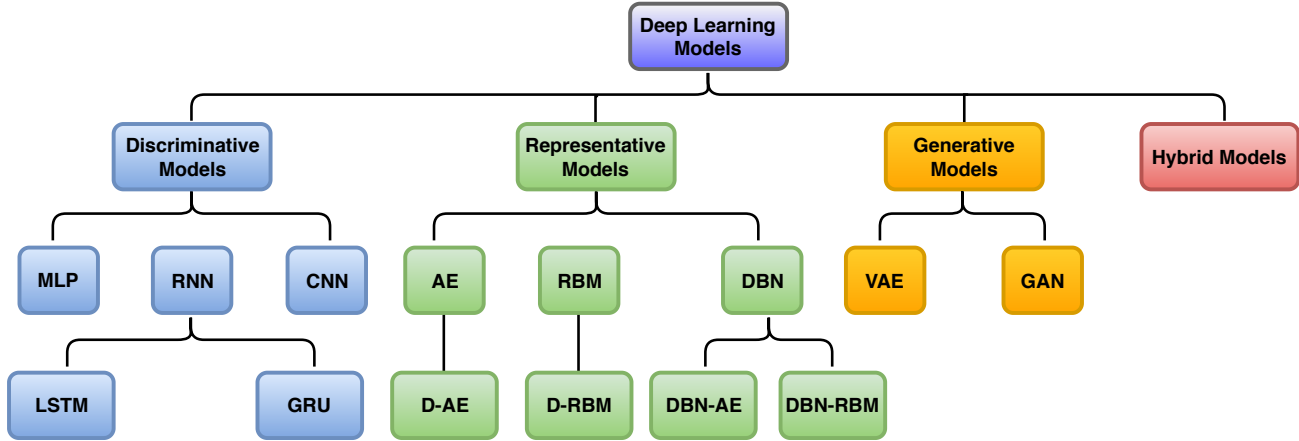 Deep Learning
Models
Discriminative
Models
Representative
Models
Generative
Models
Hybrid Models
MLP
RNN
CNN
AE
RBM
DBN
VAE
GAN
LSTM
GRU
D-AE
D-RBM
DBN-AE
DBN-RBM